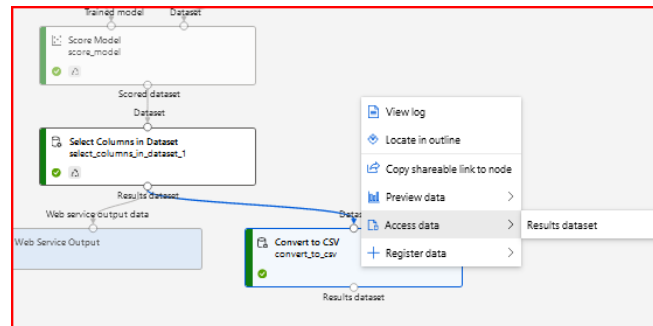 Trained model
Dataset
Score Model
score_model
Scored dataset
Dataset
Select Columns in Dataset
select_columns_in_dataset_1
Results dataset
Web service output data
Web Service Output
Convert to CSV
convert_to_csv
Results dataset
View log
Locate in outline
Copy shareable link to node
Preview data
Access data
Results dataset
Register data